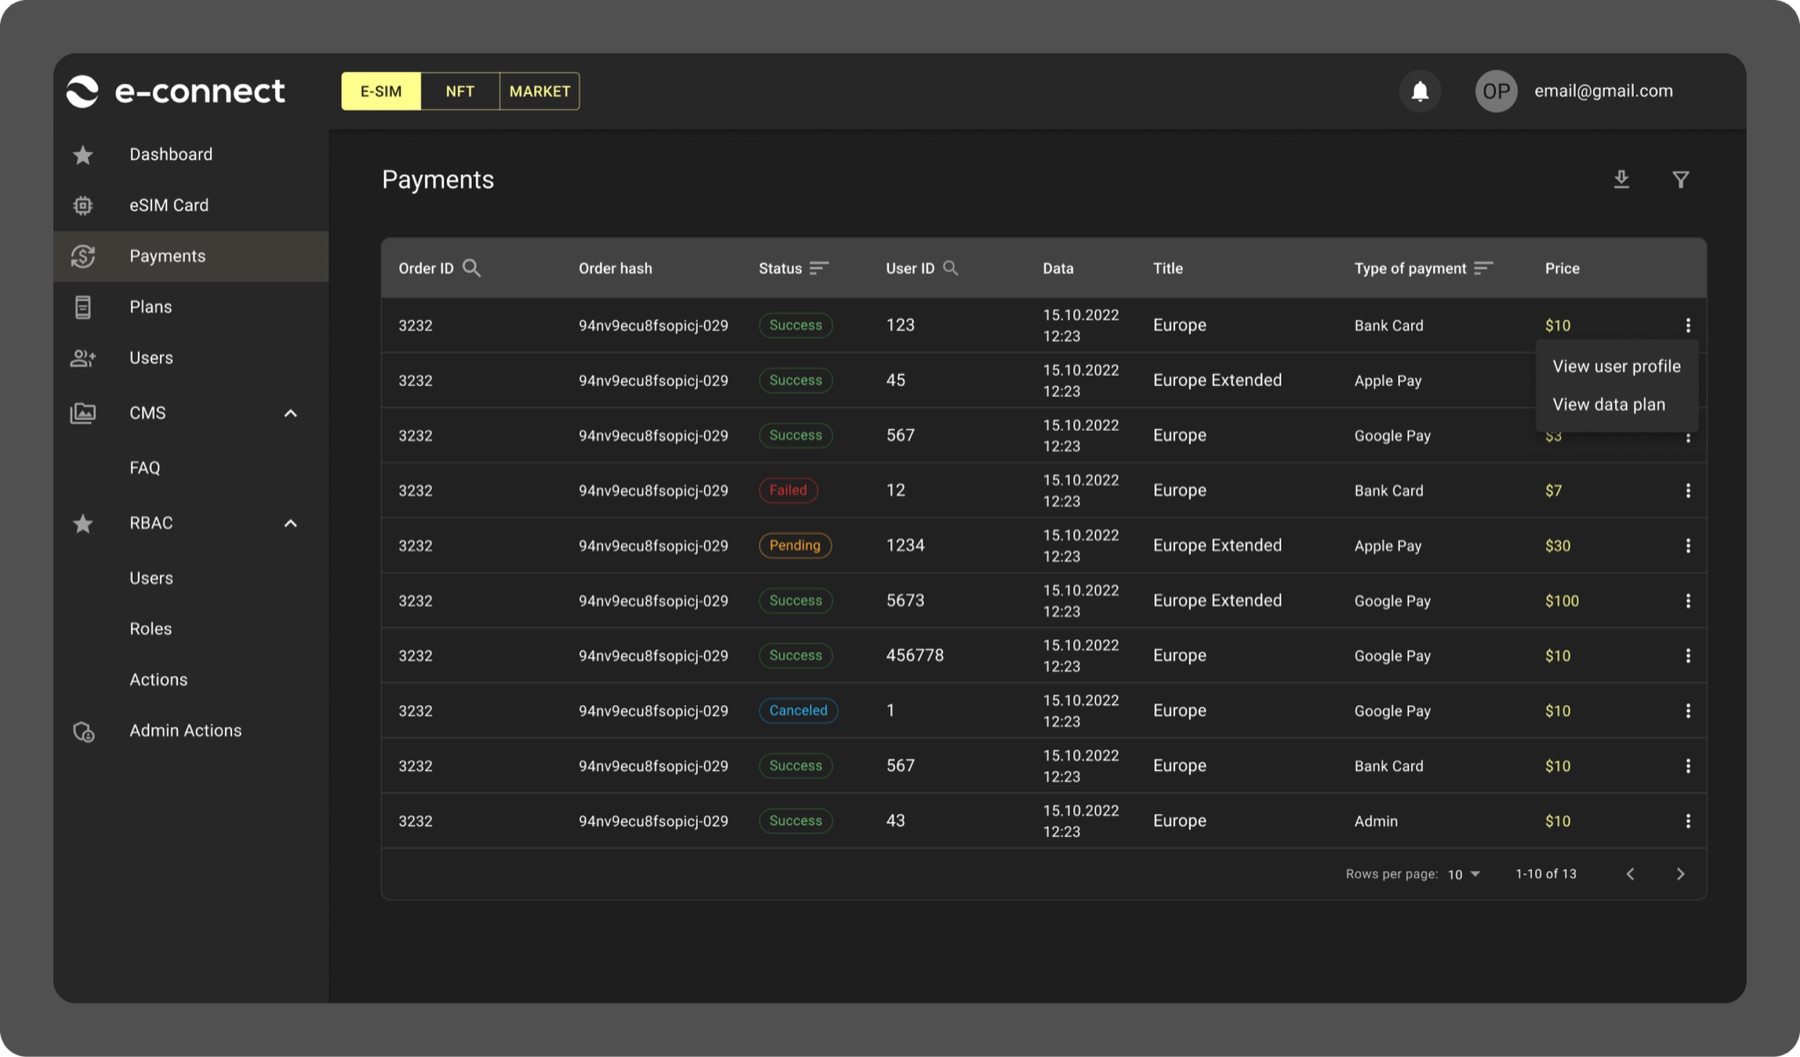 e-connect
E-SIM NFT MARKET
OP email@gmail.com
Dashboard
eSIM Card
Payments
Plans
Users
CMS
FAQ
RBAC
Users
Roles
Actions
Admin Actions
Payments
Order ID Order hash Status User ID Data Title Type of payment Price
3232 94nv9ecu8fsopicj-029 Success 123 15.10.2022 12:23 Europe Bank Card $10
View user profile
View data plan
3232 94nv9ecu8fsopicj-029 Success 45 15.10.2022 12:23 Europe Extended Apple Pay
3232 94nv9ecu8fsopicj-029 Success 567 15.10.2022 12:23 Europe Google Pay $3
3232 94nv9ecu8fsopicj-029 Failed 12 15.10.2022 12:23 Europe Bank Card $7
3232 94nv9ecu8fsopicj-029 Pending 1234 15.10.2022 12:23 Europe Extended Apple Pay $30
3232 94nv9ecu8fsopicj-029 Success 5673 15.10.2022 12:23 Europe Extended Google Pay $100
3232 94nv9ecu8fsopicj-029 Success 456778 15.10.2022 12:23 Europe Google Pay $10
3232 94nv9ecu8fsopicj-029 Canceled 1 15.10.2022 12:23 Europe Google Pay $10
3232 94nv9ecu8fsopicj-029 Success 567 15.10.2022 12:23 Europe Bank Card $10
3232 94nv9ecu8fsopicj-029 Success 43 15.10.2022 12:23 Europe Admin $10
Rows per page: 10 1-10 of 13